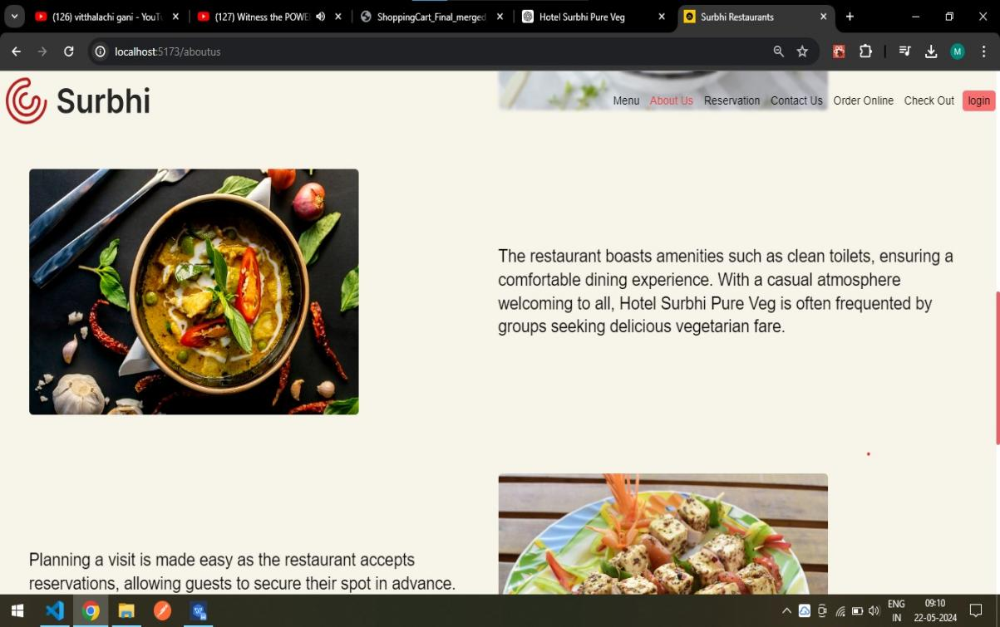 (126) vitthalachi gani - YouTu
(127) Witness the POWE
ShoppingCart_Final_merged
Hotel Surbhi Pure Veg
Surbhi Restaurants
localhost:5173/aboutus
M
Surbhi
Menu About Us Reservation Contact Us Order Online Check Out login
The restaurant boasts amenities such as clean toilets, ensuring a
comfortable dining experience. With a casual atmosphere
welcoming to all, Hotel Surbhi Pure Veg is often frequented by
groups seeking delicious vegetarian fare.
Planning a visit is made easy as the restaurant accepts
reservations, allowing guests to secure their spot in advance.
ENG
IN
09:10
22-05-2024